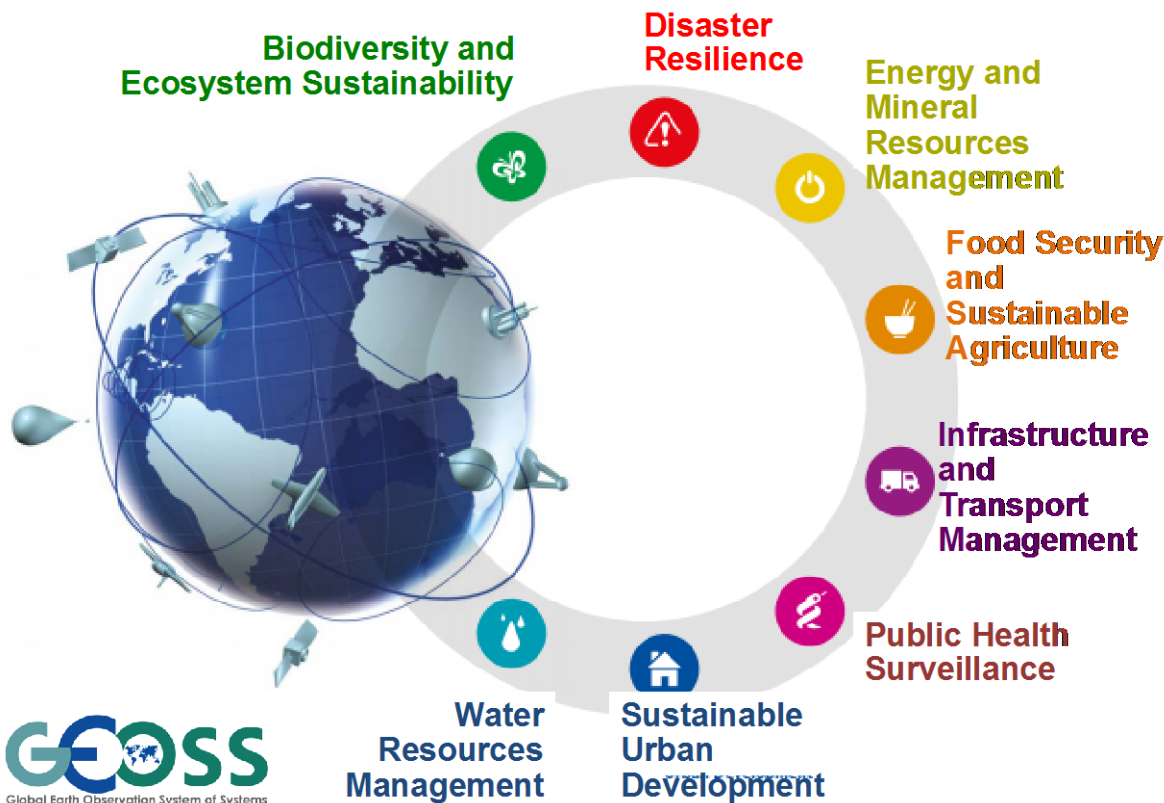 Biodiversity and
Ecosystem Sustainability
Disaster
Resilience
Energy and
Mineral
Resources
Management
Food Security
and
Sustainable
Agriculture
Infrastructure
and
Transport
Management
Public Health
Surveillance
Sustainable
Urban
Development
Water
Resources
Management
GEOSS
Global Earth Observation System of Systems